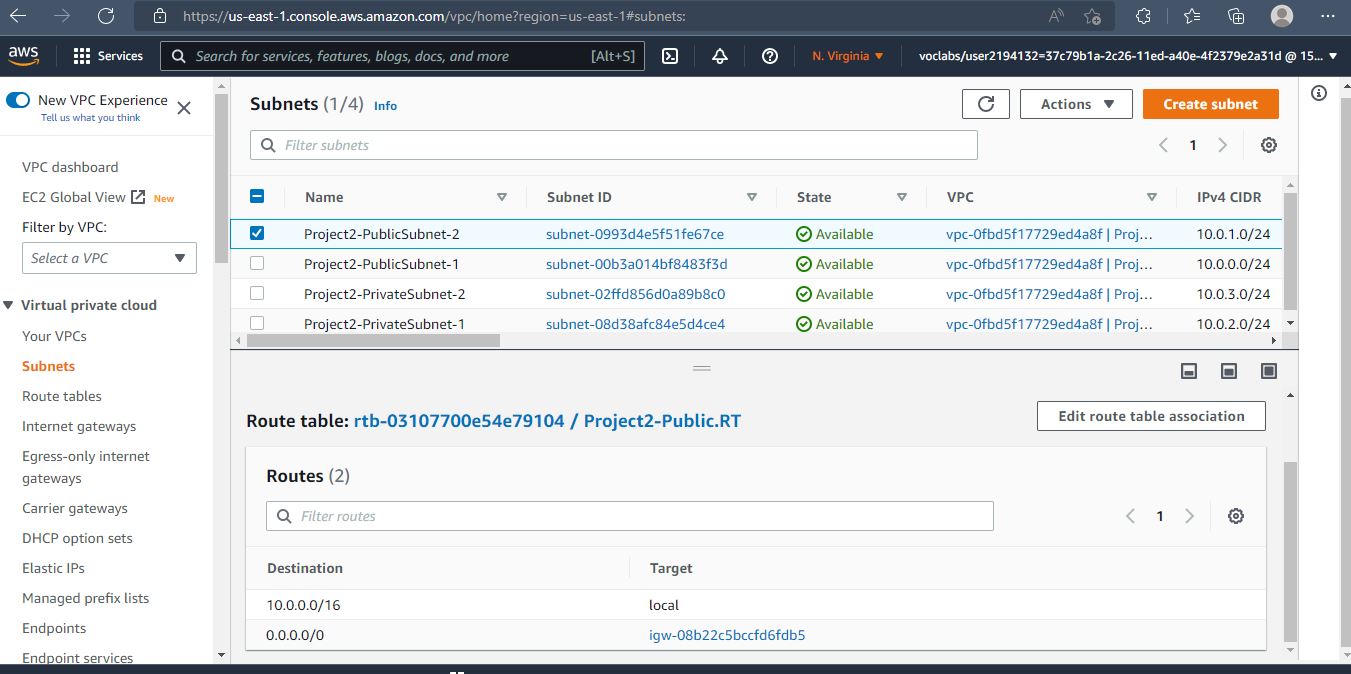 https://us-east-1.console.aws.amazon.com/vpc/home?region=us-east-1#subnets:
aws Services Search for services, features, blogs, docs, and more [Alt+S] N. Virginia voclabs/user2194132=37c79b1a-2c26-11ed-a40e-4f2379e2a31d @ 15...
New VPC Experience
Tell us what you think
VPC dashboard
EC2 Global View New
Filter by VPC:
Select a VPC
Virtual private cloud
Your VPCs
Subnets
Route tables
Internet gateways
Egress-only internet
gateways
Carrier gateways
DHCP option sets
Elastic IPs
Managed prefix lists
Endpoints
Endpoint services
Subnets (1/4) Info
Actions
Create subnet
Filter subnets
1
Name Subnet ID State VPC IPv4 CIDR
Project2-PublicSubnet-2 subnet-0993d4e5f51fe67ce Available vpc-0fbd5f17729ed4a8f | Proj... 10.0.1.0/24
Project2-PublicSubnet-1 subnet-00b3a014bf8483f3d Available vpc-0fbd5f17729ed4a8f | Proj... 10.0.0.0/24
Project2-PrivateSubnet-2 subnet-02ffd856d0a89b8c0 Available vpc-0fbd5f17729ed4a8f | Proj... 10.0.3.0/24
Project2-PrivateSubnet-1 subnet-08d38afc84e5d4ce4 Available vpc-0fbd5f17729ed4a8f | Proj... 10.0.2.0/24
Route table: rtb-03107700e54e79104 / Project2-Public.RT
Edit route table association
Routes (2)
Filter routes
1
Destination Target
10.0.0.0/16 local
0.0.0.0/0 igw-08b22c5bccfd6fdb5